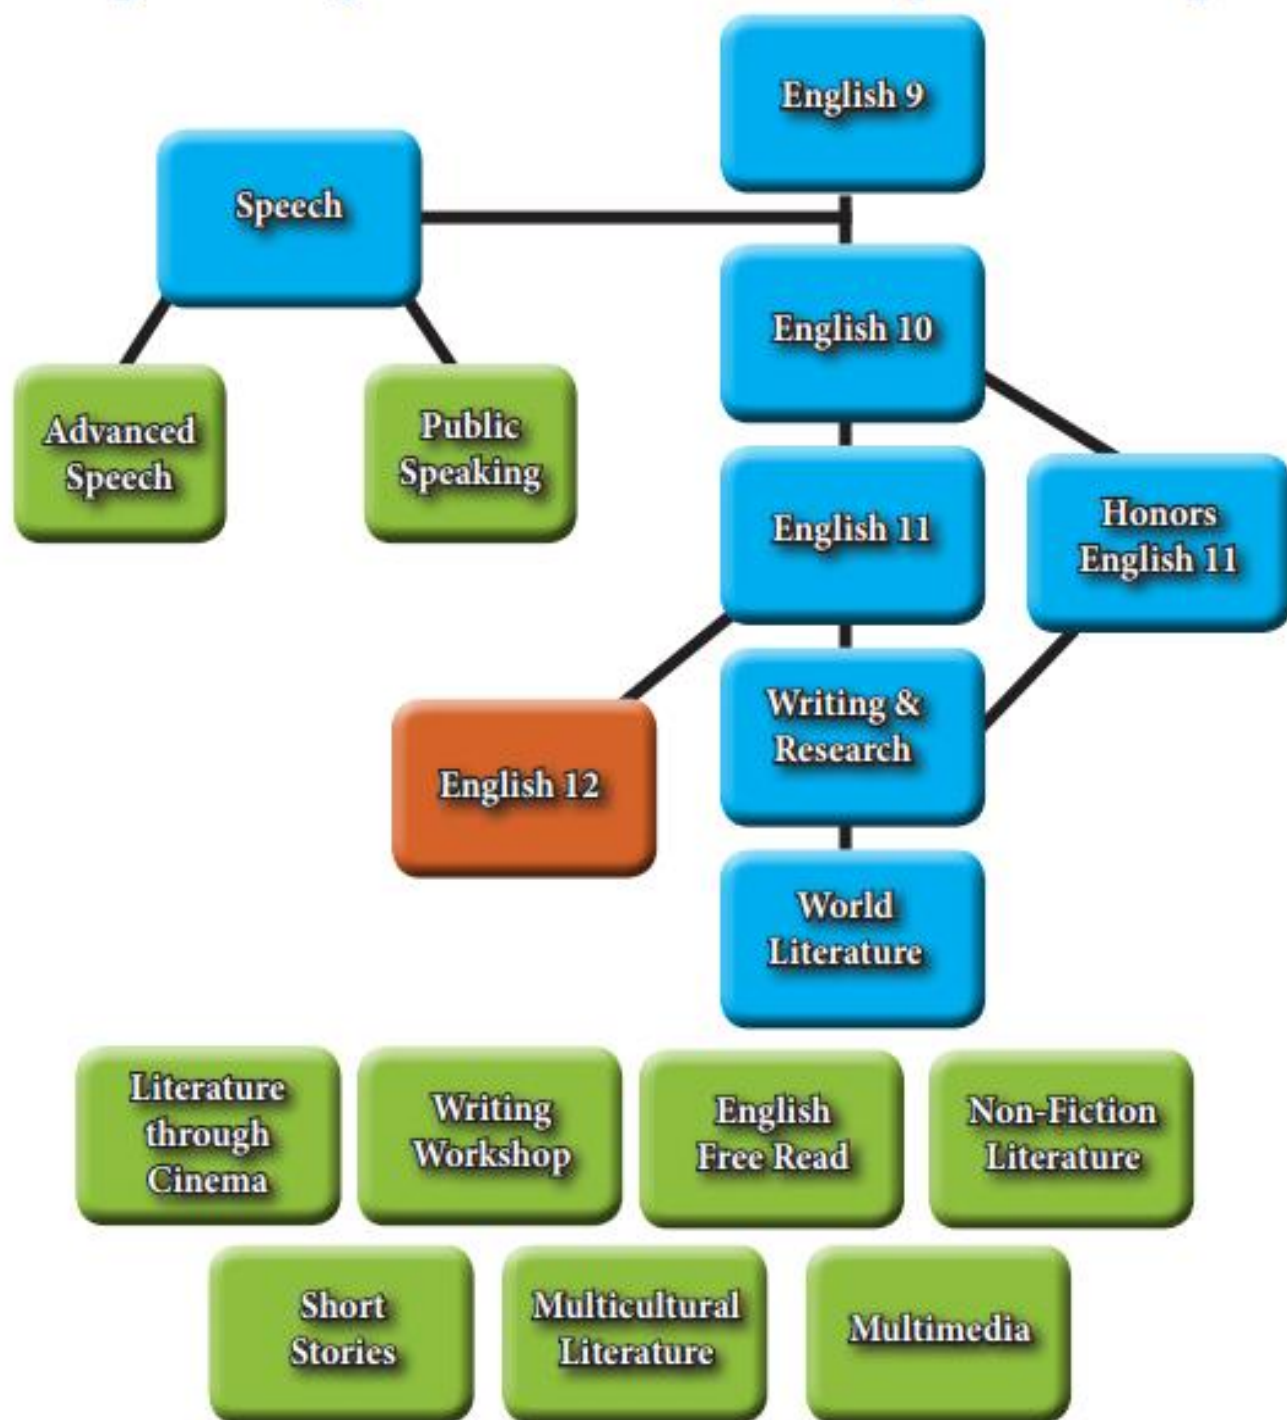 English 9
Speech
English 10
Advanced
Speech
Public
Speaking
English 11
Honors
English 11
Writing &
Research
English 12
World
Literature
Literature
through
Cinema
Writing
Workshop
English
Free Read
Non-Fiction
Literature
Short
Stories
Multicultural
Literature
Multimedia